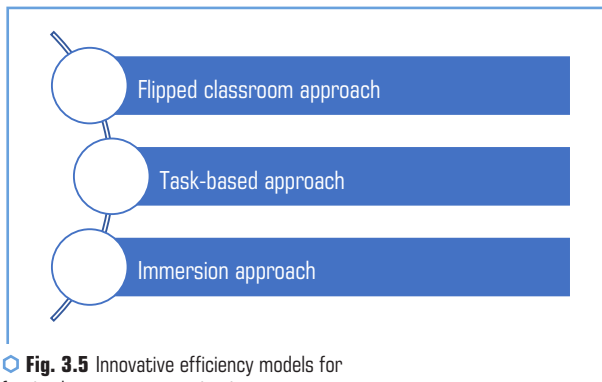 Flipped classroom approach
Task-based approach
Immersion approach
Fig. 3.5 Innovative efficiency models for